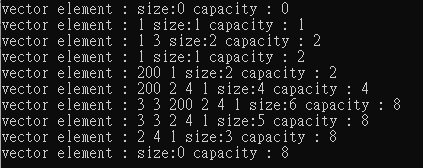 vector element : size:0 capacity : 0
vector element : 1 size:1 capacity : 1
vector element : 1 3 size:2 capacity : 2
vector element : 1 size:1 capacity : 2
vector element : 200 1 size:2 capacity : 2
vector element : 200 2 4 1 size:4 capacity : 4
vector element : 3 3 200 2 4 1 size:6 capacity : 8
vector element : 3 3 2 4 1 size:5 capacity : 8
vector element : 2 4 1 size:3 capacity : 8
vector element : size:0 capacity : 8